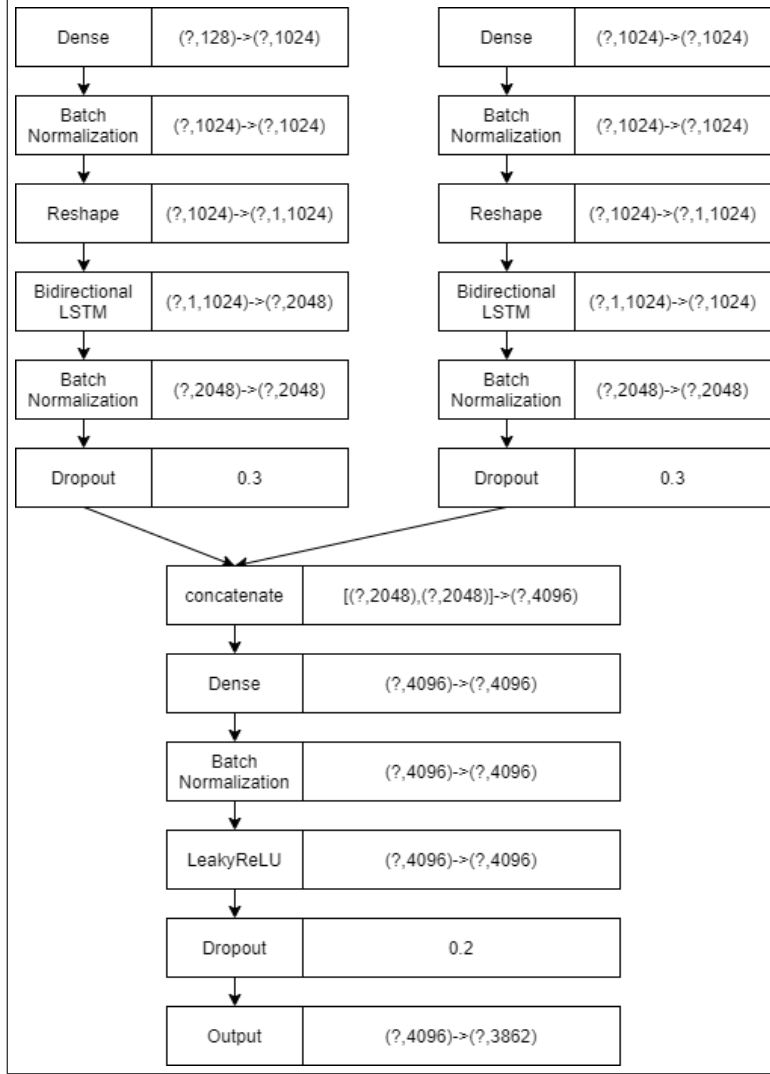 Dense
(?,128)->(?,1024)
Batch
Normalization
(?,1024)->(?,1024)
Reshape
(?,1024)->(?,1,1024)
Bidirectional
LSTM
(?,1,1024)->(?,2048)
Batch
Normalization
(?,2048)->(?,2048)
Dropout
0.3
Dense
(?,1024)->(?,1024)
Batch
Normalization
(?,1024)->(?,1024)
Reshape
(?,1024)->(?,1,1024)
Bidirectional
LSTM
(?,1,1024)->(?,1024)
Batch
Normalization
(?,2048)->(?,2048)
Dropout
0.3
concatenate
[(?,2048),(?,2048)]->(?,4096)
Dense
(?,4096)->(?,4096)
Batch
Normalization
(?,4096)->(?,4096)
LeakyReLU
(?,4096)->(?,4096)
Dropout
0.2
Output
(?,4096)->(?,3862)